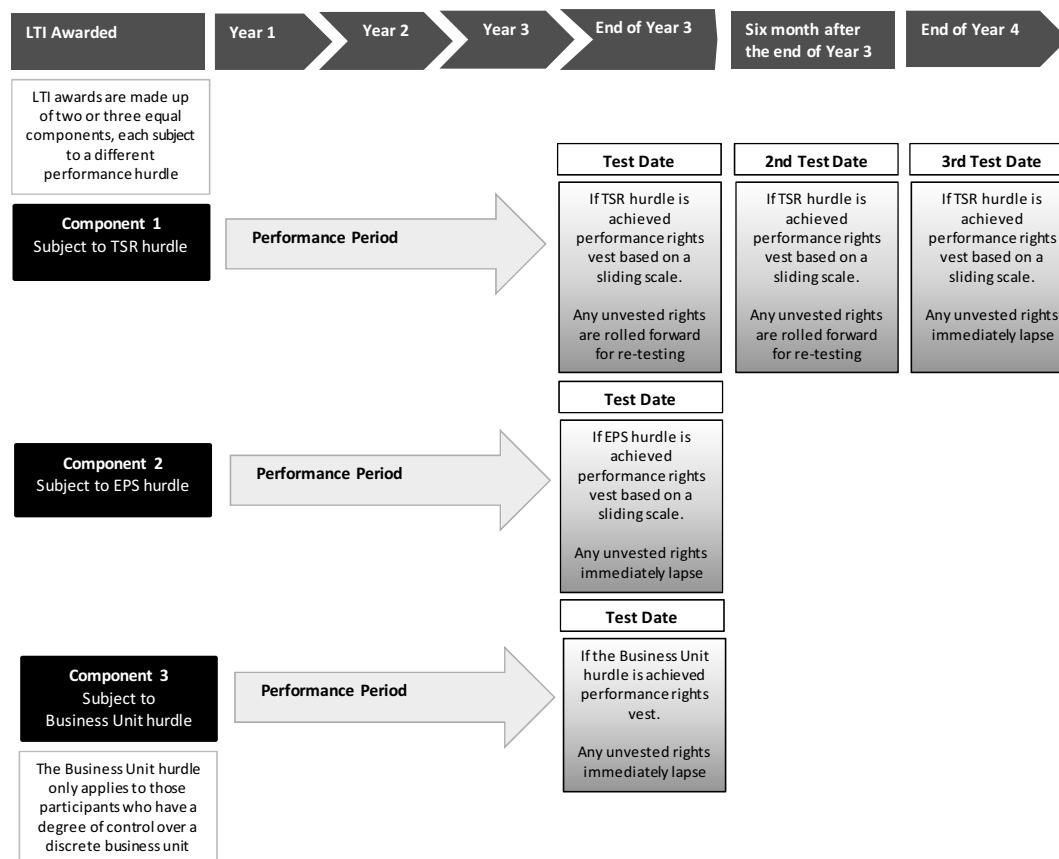 LTI Awarded
Year 1
Year 2
Year 3
End of Year 3
Six month after
the end of Year 3
End of Year 4
LTI awards are made up
of two or three equal
components, each subject
to a different
performance hurdle
Component 1
Subject to TSR hurdle
Performance Period
Test Date
If TSR hurdle is
achieved
performance rights
vest based on a
sliding scale.
Any unvested rights
are rolled forward
for re-testing
2nd Test Date
If TSR hurdle is
achieved
performance rights
vest based on a
sliding scale.
Any unvested rights
are rolled forward
for re-testing
3rd Test Date
If TSR hurdle is
achieved
performance rights
vest based on a
sliding scale.
Any unvested rights
immediately lapse
Component 2
Subject to EPS hurdle
Performance Period
Test Date
If EPS hurdle is
achieved
performance rights
vest based on a
sliding scale.
Any unvested rights
immediately lapse
Component 3
Subject to
Business Unit hurdle
Performance Period
Test Date
If the Business Unit
hurdle is achieved
performance rights
vest.
Any unvested rights
immediately lapse
The Business Unit hurdle
only applies to those
participants who have a
degree of control over a
discrete business unit